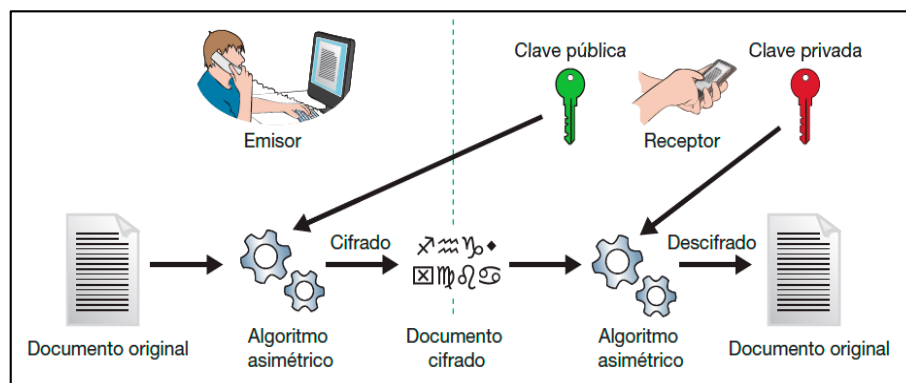 Clave pública
Clave privada
Emisor
Receptor
Cifrado
Descifrado
Documento original
Algoritmo
asimétrico
Documento
cifrado
Algoritmo
asimétrico
Documento original